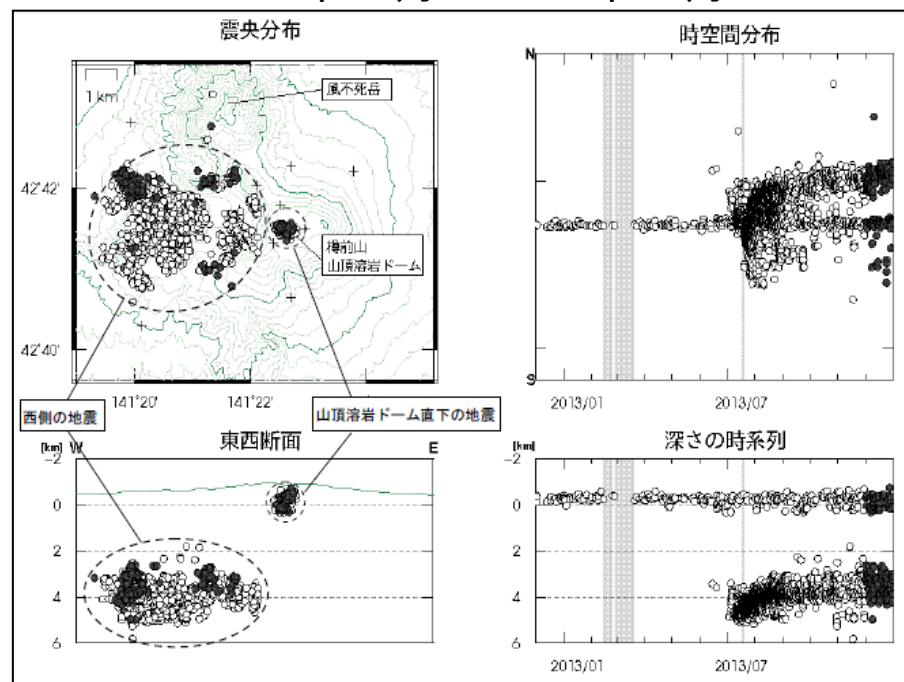 震央分布
1 km
風不死岳
樽前山
山頂溶岩ドーム
42°42'
42°40'
141°20'
141°22'
西側の地震
山頂溶岩ドーム直下の地震
時空間分布
N
S
2013/01
2013/07
東西断面
[km] W
E
-2
0
2
4
6
深さの時系列
[km]
-2
0
2
4
6
2013/01
2013/07